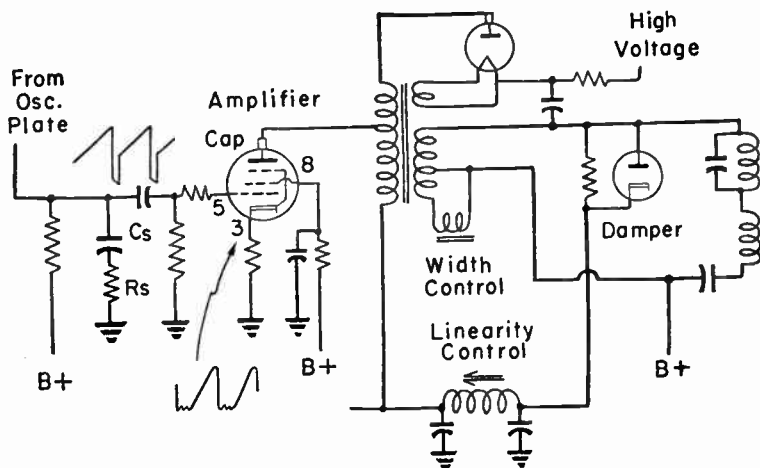 High
Voltage
From
Osc.
Plate
Amplifier
Cap
8
5
3
Cs
Rs
Damper
Width
Control
Linearity
Control
B+
B+
B+